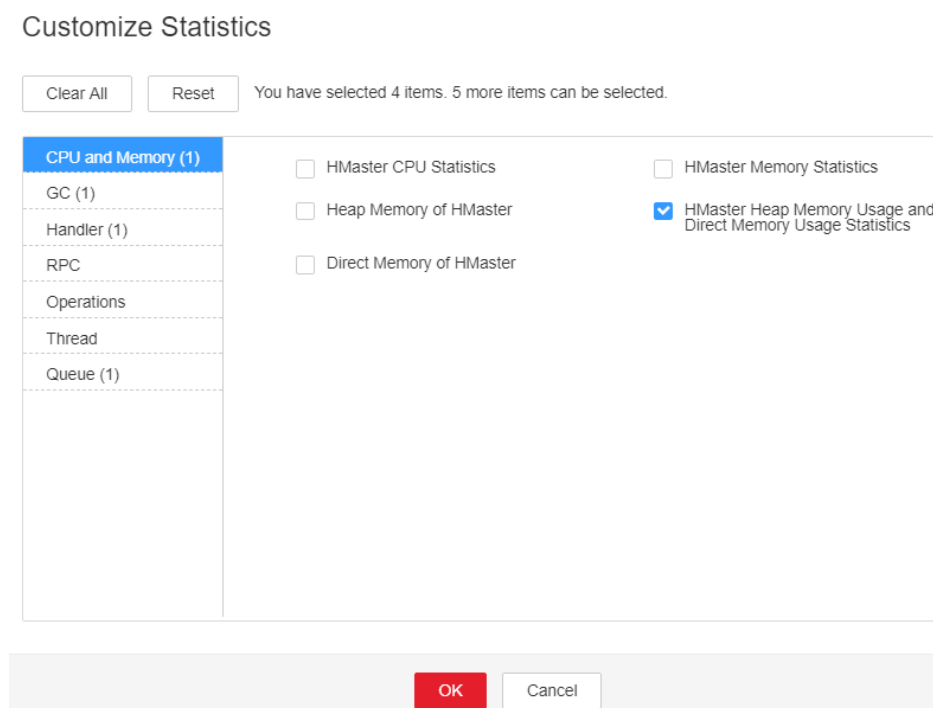 Customize Statistics
Clear All
Reset
You have selected 4 items. 5 more items can be selected.
CPU and Memory (1)
GC (1)
Handler (1)
RPC
Operations
Thread
Queue (1)
HMaster CPU Statistics
HMaster Memory Statistics
Heap Memory of HMaster
HMaster Heap Memory Usage and
Direct Memory Usage Statistics
Direct Memory of HMaster
OK
Cancel